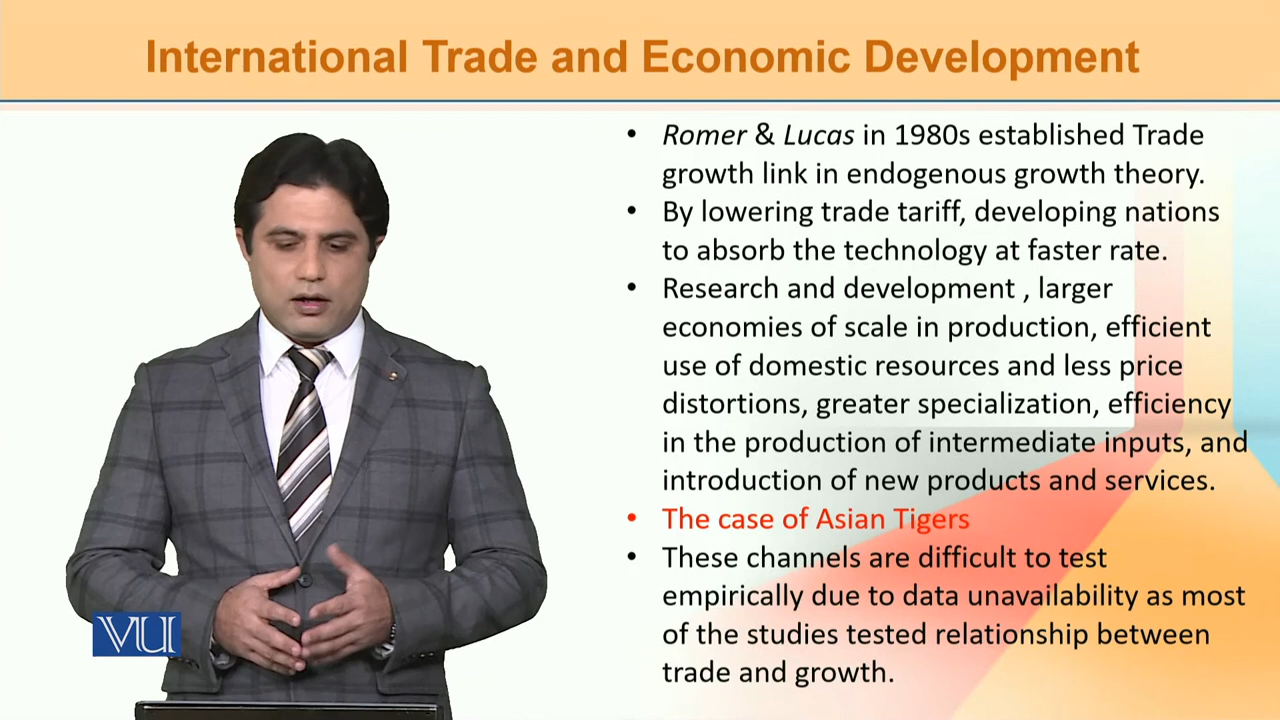 International Trade and Economic Development
• Romer & Lucas in 1980s established Trade
growth link in endogenous growth theory.
• By lowering trade tariff, developing nations
to absorb the technology at faster rate.
• Research and development , larger
economies of scale in production, efficient
use of domestic resources and less price
distortions, greater specialization, efficiency
in the production of intermediate inputs, and
introduction of new products and services.
• The case of Asian Tigers
• These channels are difficult to test
empirically due to data unavailability as most
of the studies tested relationship between
trade and growth.
VU